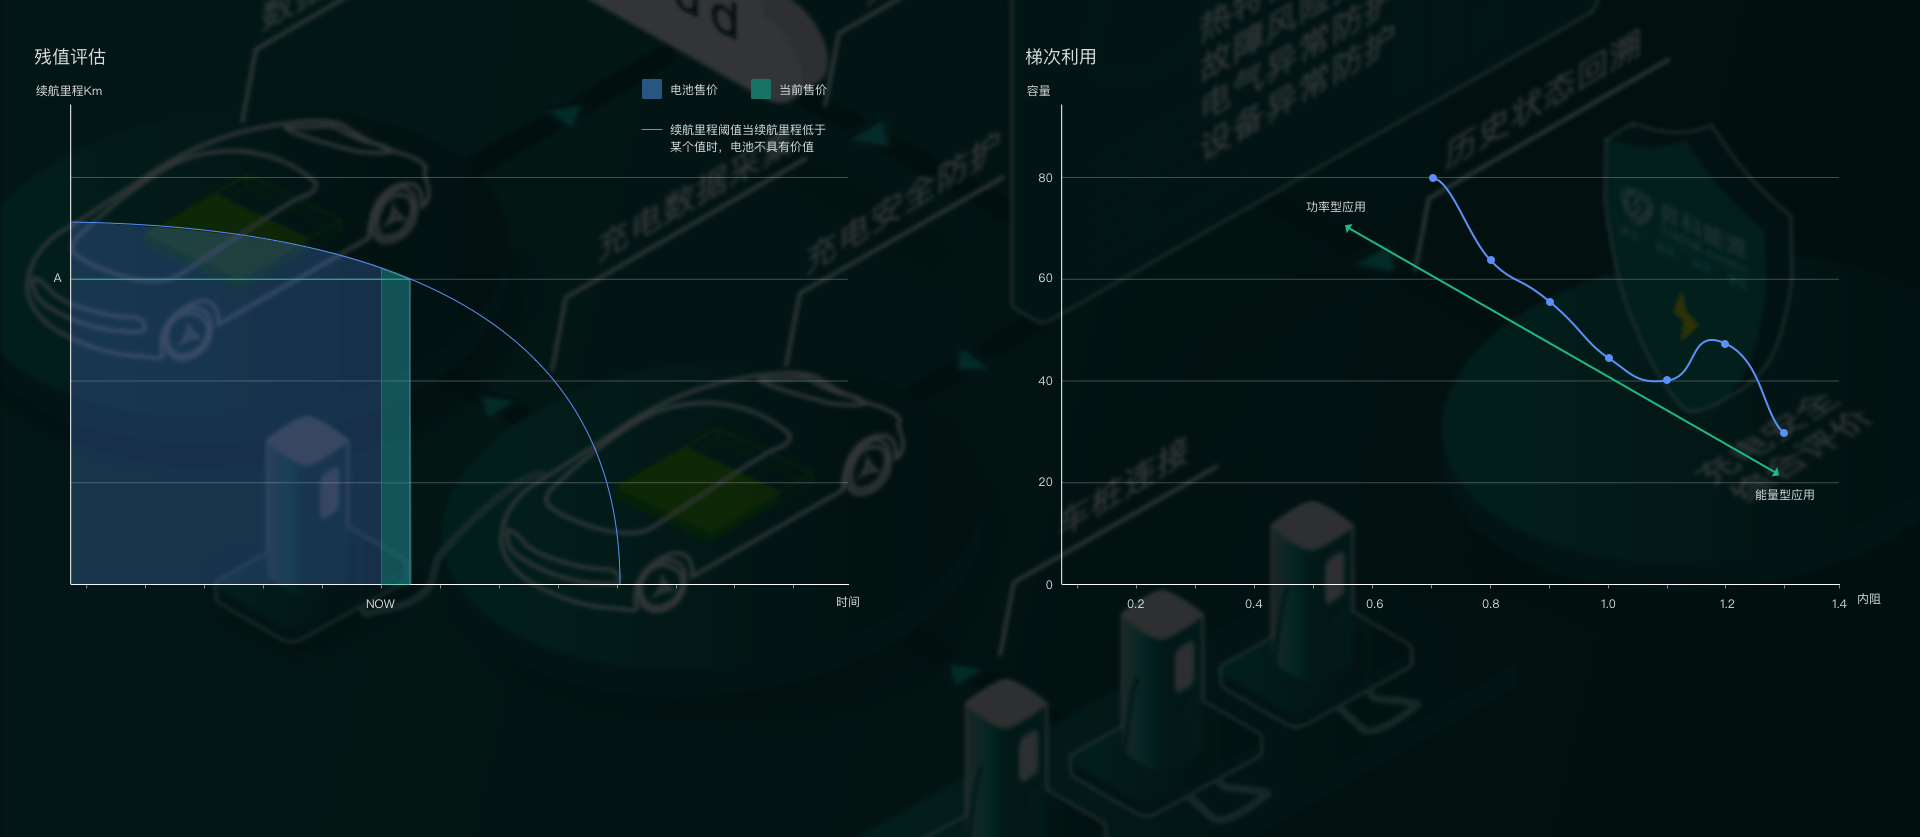 残值评估
续航里程Km
电池售价
当前售价
续航里程阈值当续航里程低于
某个值时，电池不具有价值
A
NOW
时间
梯次利用
容量
80
60
40
20
0
功率型应用
能量型应用
0.2
0.4
0.6
0.8
1.0
1.2
1.4
内阻
充电安全防护
故障风险
电气异常防护
设备异常防护
历史状态回溯
车桩连接